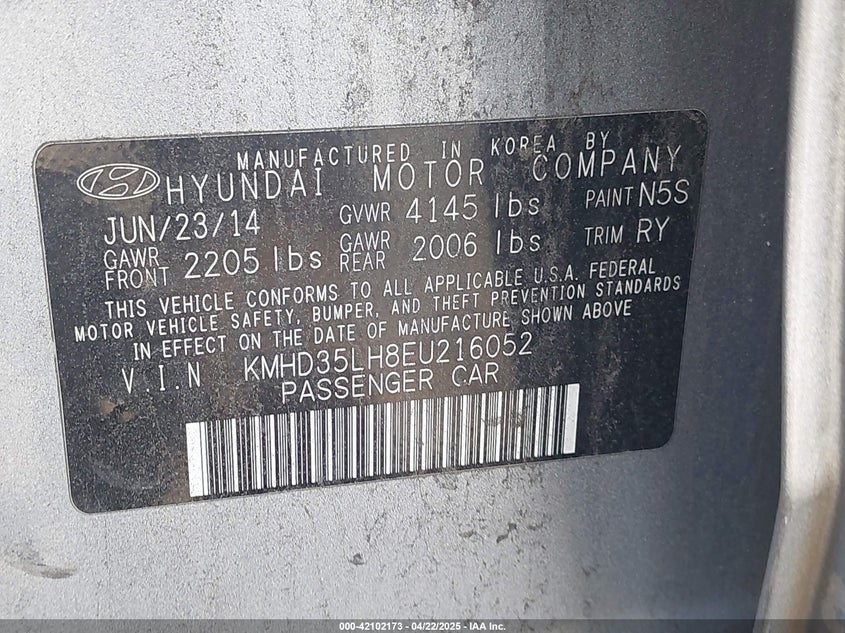 MANUFACTURED IN KOREA BY
HYUNDAI MOTOR COMPANY
JUN/23/14 GVWR 4145 lbs PAINT N5S
GAWR FRONT 2205 lbs GAWR REAR 2006 lbs TRIM RY
THIS VEHICLE CONFORMS TO ALL APPLICABLE U.S.A. FEDERAL
MOTOR VEHICLE SAFETY, BUMPER, AND THEFT PREVENTION STANDARDS
IN EFFECT ON THE DATE OF MANUFACTURE SHOWN ABOVE
V.I.N KMHD35LH8EU216052
PASSENGER CAR
000-42102173 - 04/22/2025 - IAA Inc.